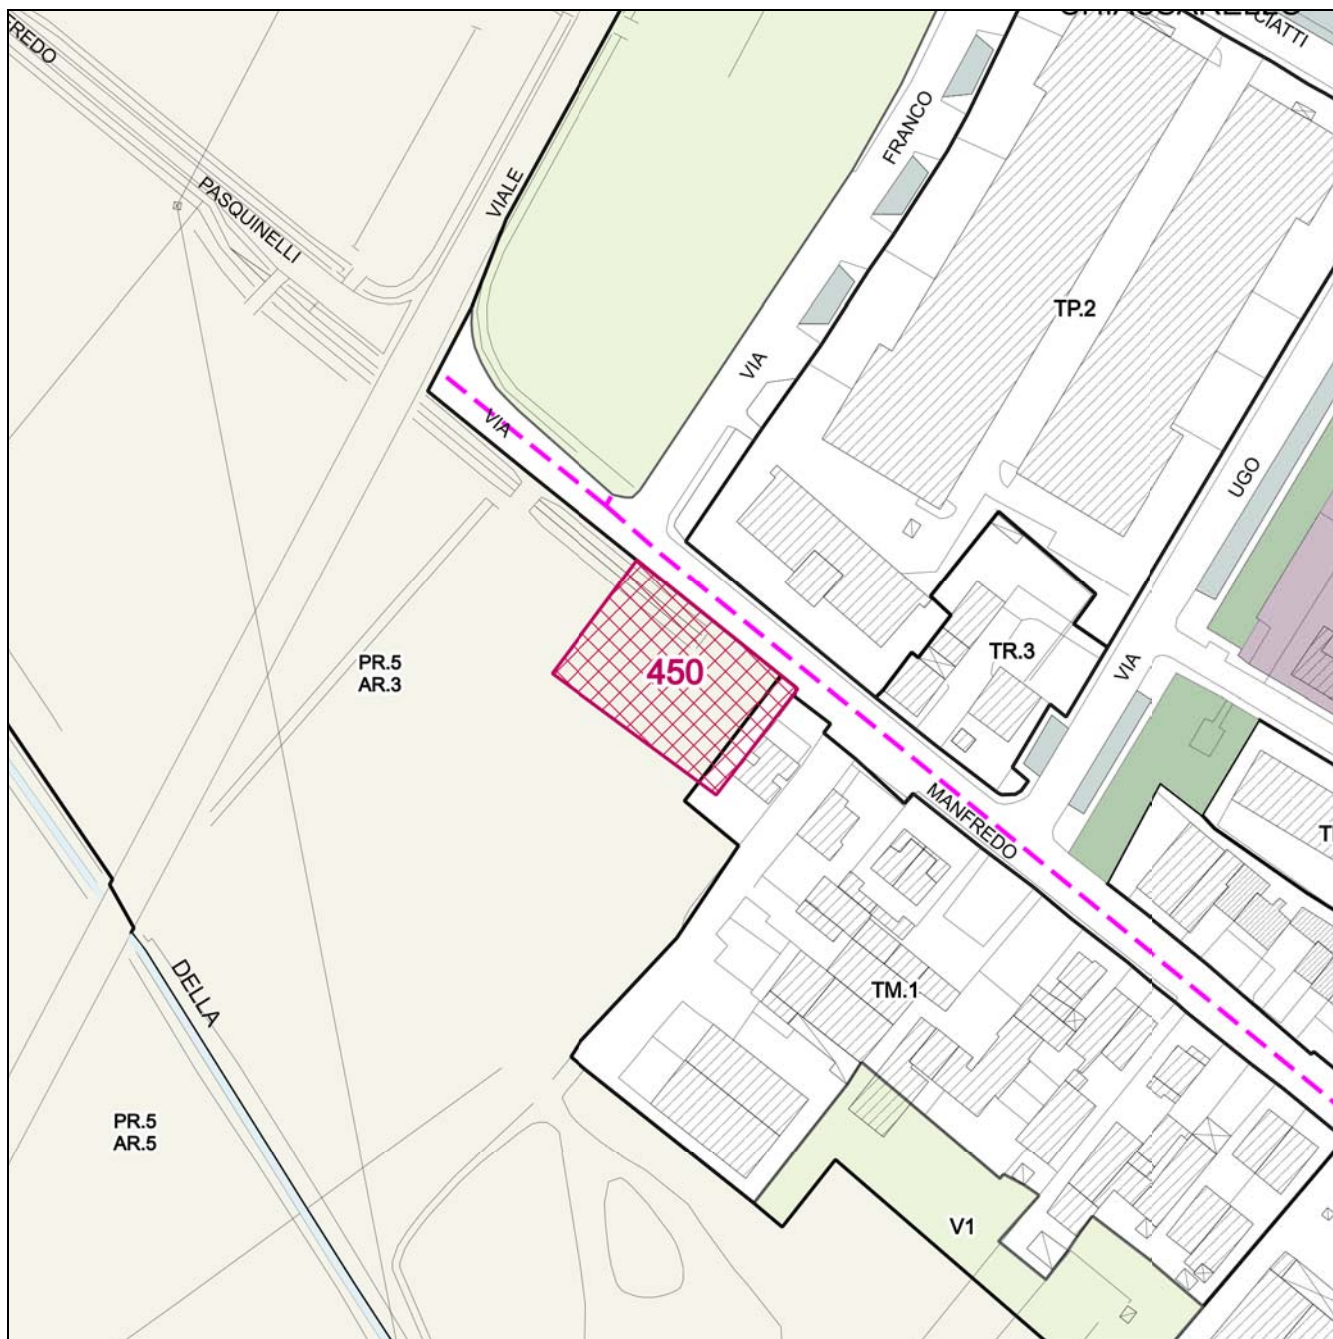 CIATTI
FREDO
FRANCO
PASQUINELLI
VIALE
TP.2
VIA
VIA
UGO
TR.3
VIA
450
PR.5
AR.3
MANFREDO
DELLA
TM.1
PR.5
AR.5
V1